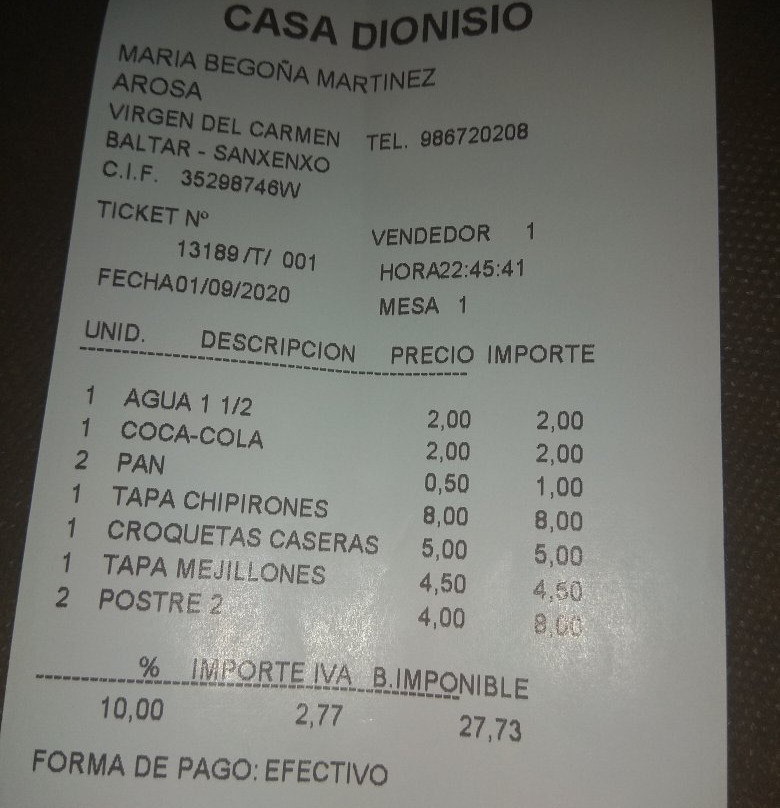 CASA DIONISIO
MARIA BEGOÑA MARTINEZ
AROSA
VIRGEN DEL CARMEN TEL. 986720208
BALTAR - SANXENXO
C.I.F. 35298746W
TICKET Nº VENDEDOR 1
13189 /T/ 001 HORA22:45:41
FECHA01/09/2020 MESA 1
UNID. DESCRIPCION PRECIO IMPORTE
1 AGUA 1 1/2 2,00 2,00
1 COCA-COLA 2,00 2,00
2 PAN 0,50 1,00
1 TAPA CHIPIRONES 8,00 8,00
1 CROQUETAS CASERAS 5,00 5,00
1 TAPA MEJILLONES 4,50 4,50
2 POSTRE 2 4,00 8,00
% IMPORTE IVA B.IMPONIBLE
10,00 2,77 27,73
FORMA DE PAGO: EFECTIVO